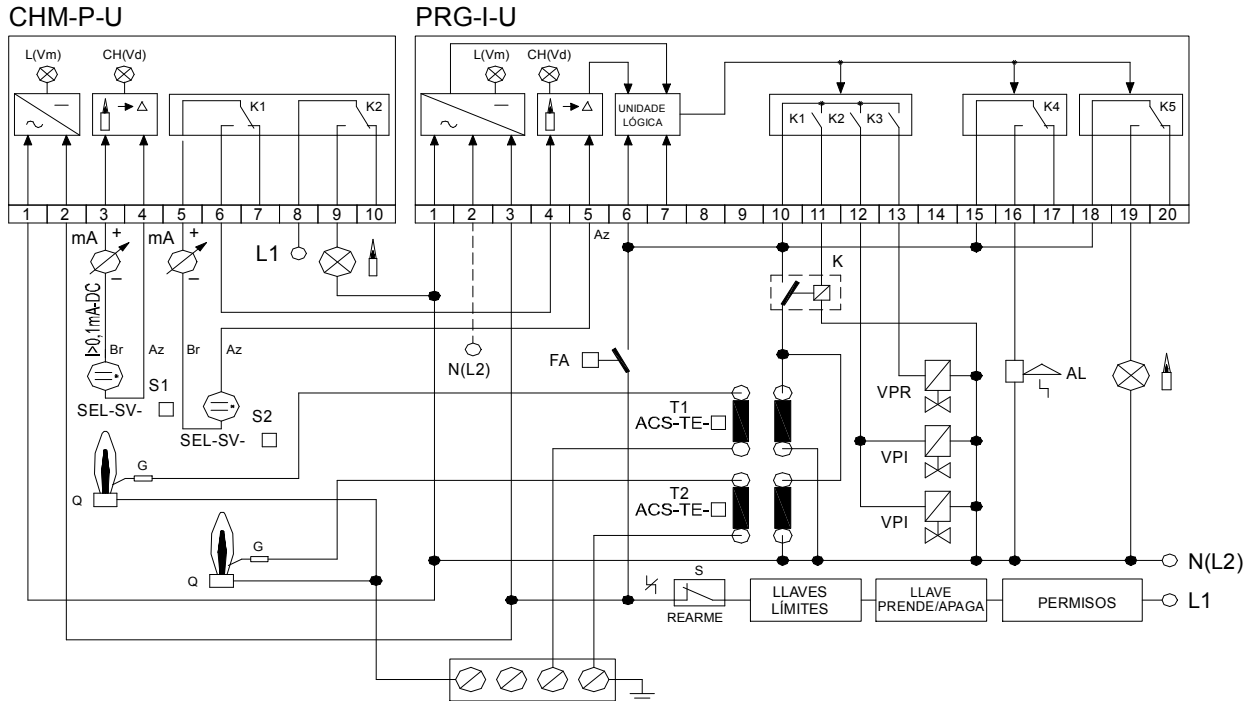 CHM-P-U
PRG-I-U
L(Vm)
CH(Vd)
K1
K2
L(Vm)
CH(Vd)
UNIDADE
LÓGICA
K1
K2
K3
K4
K5
1 2 3 4 5 6 7 8 9 10
1 2 3 4 5 6 7 8 9 10 11 12 13 14 15 16 17 18 19 20
mA
+
-
mA
+
-
L1
Az
K
I>0,1mA-DC
Br
Az
Br
Az
N(L2)
FA
S1
SEL-SV-
S2
SEL-SV-
T1
ACS-TE-
VPR
AL
G
Q
T2
ACS-TE-
VPI
VPI
G
Q
N(L2)
S
REARME
LLAVES
LÍMITES
LLAVE
PRENDE/APAGA
PERMISOS
L1